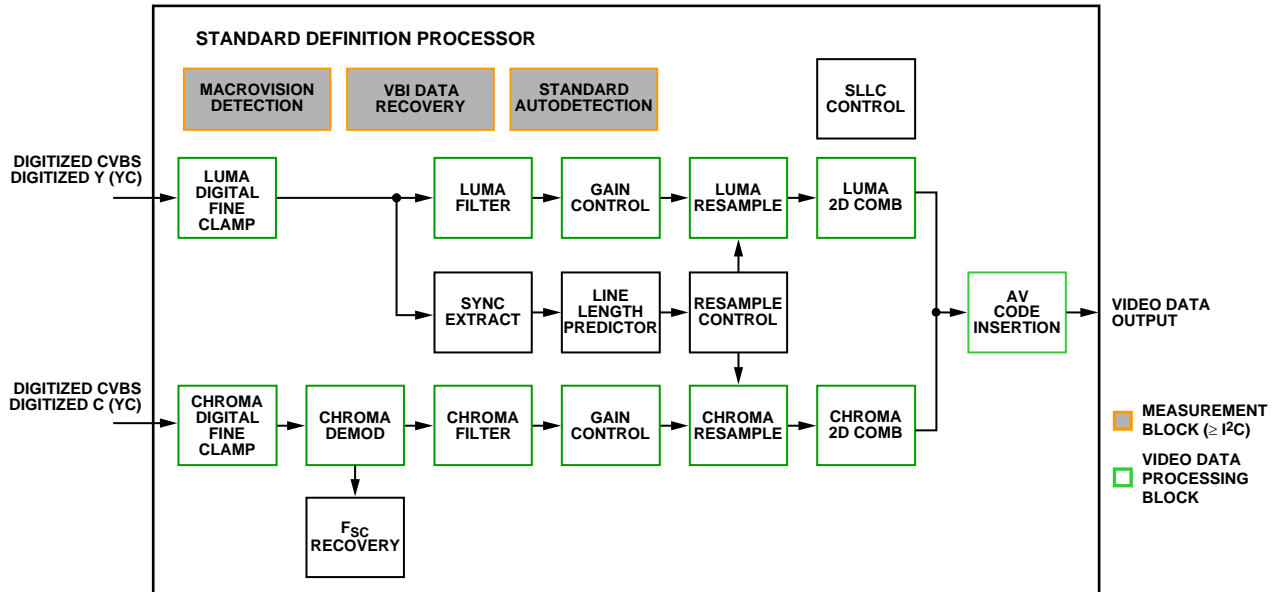 STANDARD DEFINITION PROCESSOR
MACROVISION
DETECTION
VBI DATA
RECOVERY
STANDARD
AUTODETECTION
SLLC
CONTROL
DIGITIZED CVBS
DIGITIZED Y (YC)
LUMA
DIGITAL
FINE
CLAMP
LUMA
FILTER
GAIN
CONTROL
LUMA
RESAMPLE
LUMA
2D COMB
SYNC
EXTRACT
LINE
LENGTH
PREDICTOR
RESAMPLE
CONTROL
AV
CODE
INSERTION
VIDEO DATA
OUTPUT
DIGITIZED CVBS
DIGITIZED C (YC)
CHROMA
DIGITAL
FINE
CLAMP
CHROMA
DEMOD
CHROMA
FILTER
GAIN
CONTROL
CHROMA
RESAMPLE
CHROMA
2D COMB
FSC
RECOVERY
MEASUREMENT
BLOCK (≥ I²C)
VIDEO DATA
PROCESSING
BLOCK